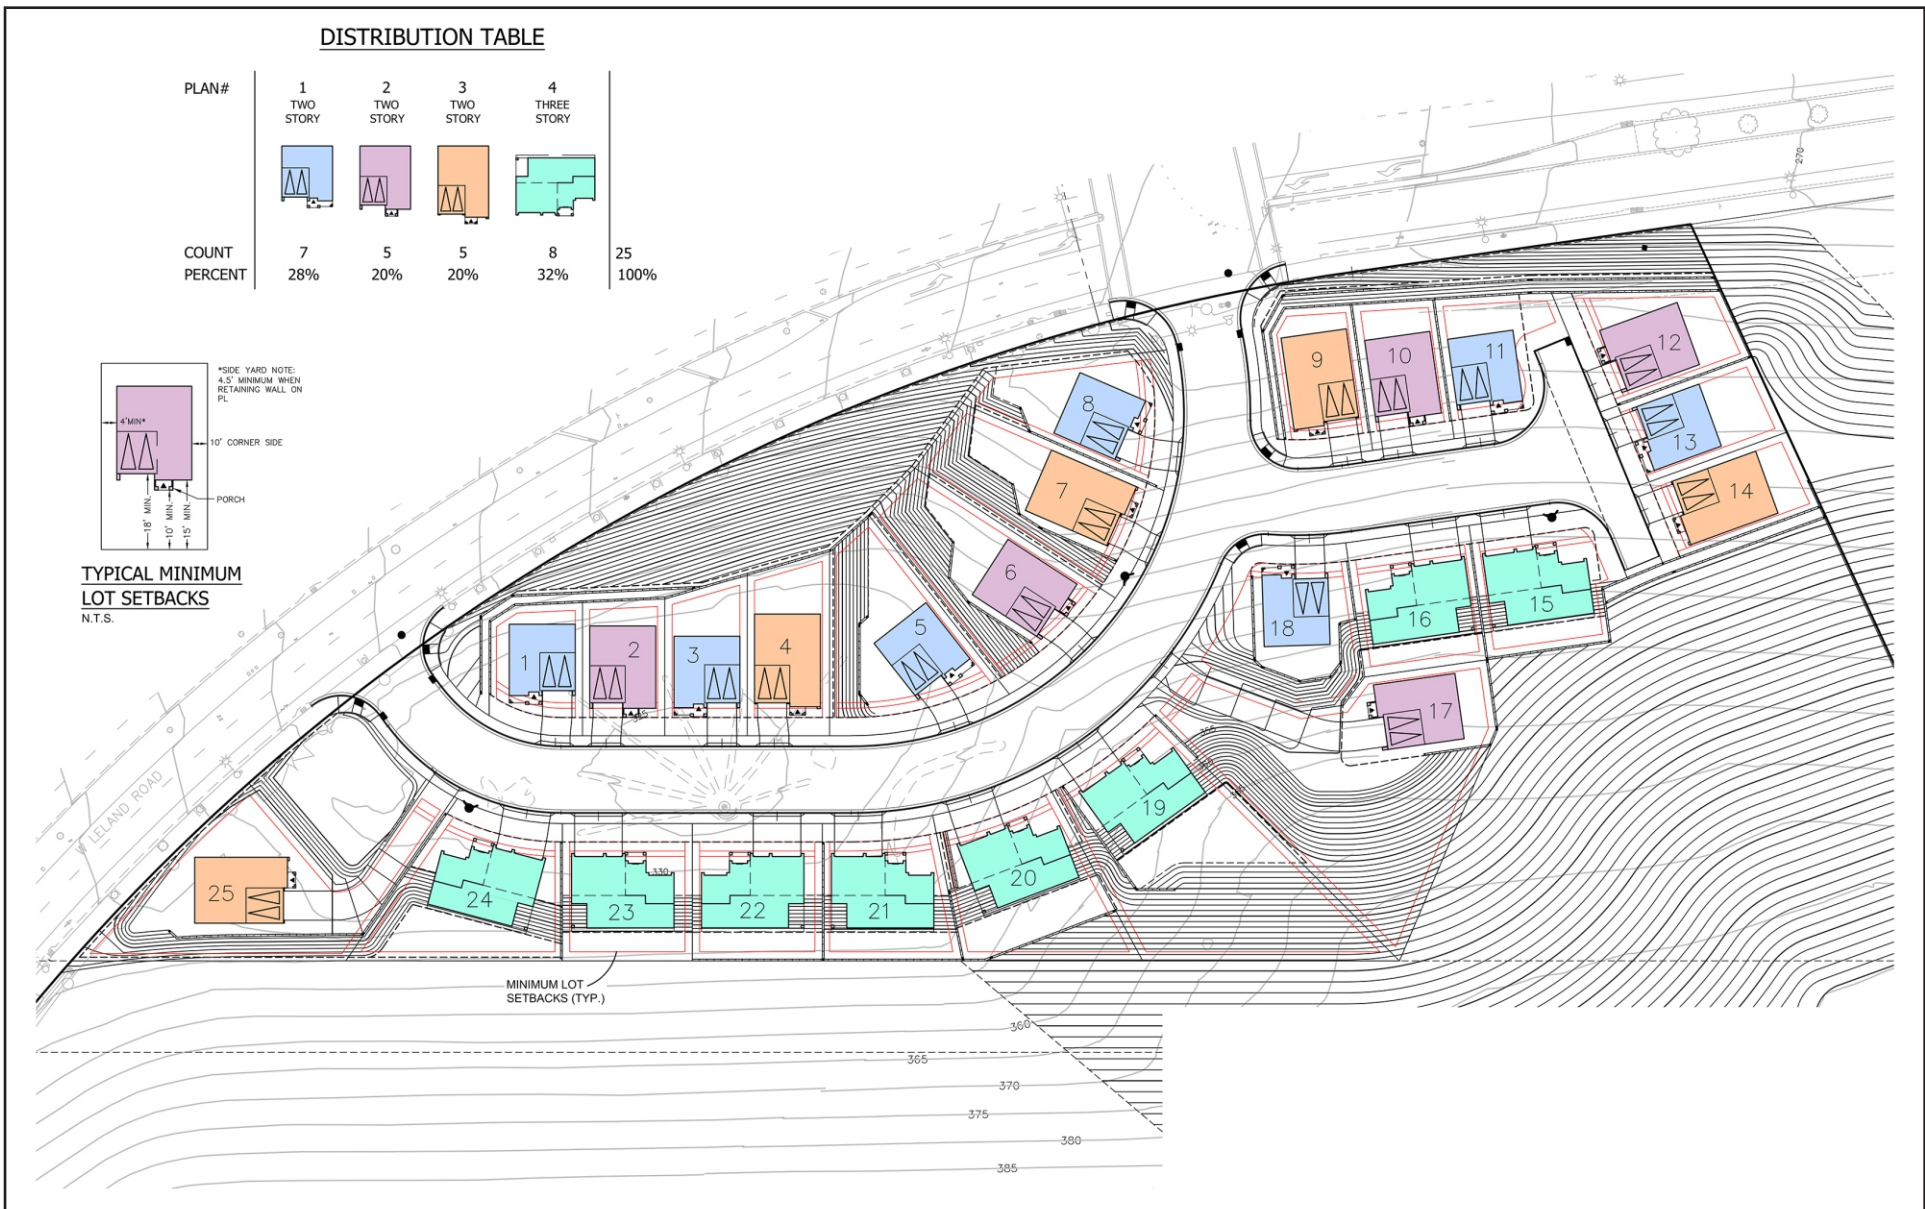 DISTRIBUTION TABLE
PLAN# 1 2 3 4
TWO TWO TWO THREE
STORY STORY STORY STORY
COUNT 7 5 5 8 25
PERCENT 28% 20% 20% 32% 100%
*SIDE YARD NOTE:
4.5' MINIMUM WHEN
RETAINING WALL ON
PL
4'MIN*
10' CORNER SIDE
PORCH
18' MIN.
10' MIN.
15' MIN.
TYPICAL MINIMUM
LOT SETBACKS
N.T.S.
270
9
10
11
12
13
14
8
7
6
5
1
2
3
4
325
18
16
15
17
355
19
20
21
22
23
330
24
25
W LELAND ROAD
MINIMUM LOT
SETBACKS (TYP.)
360
365
370
375
380
385